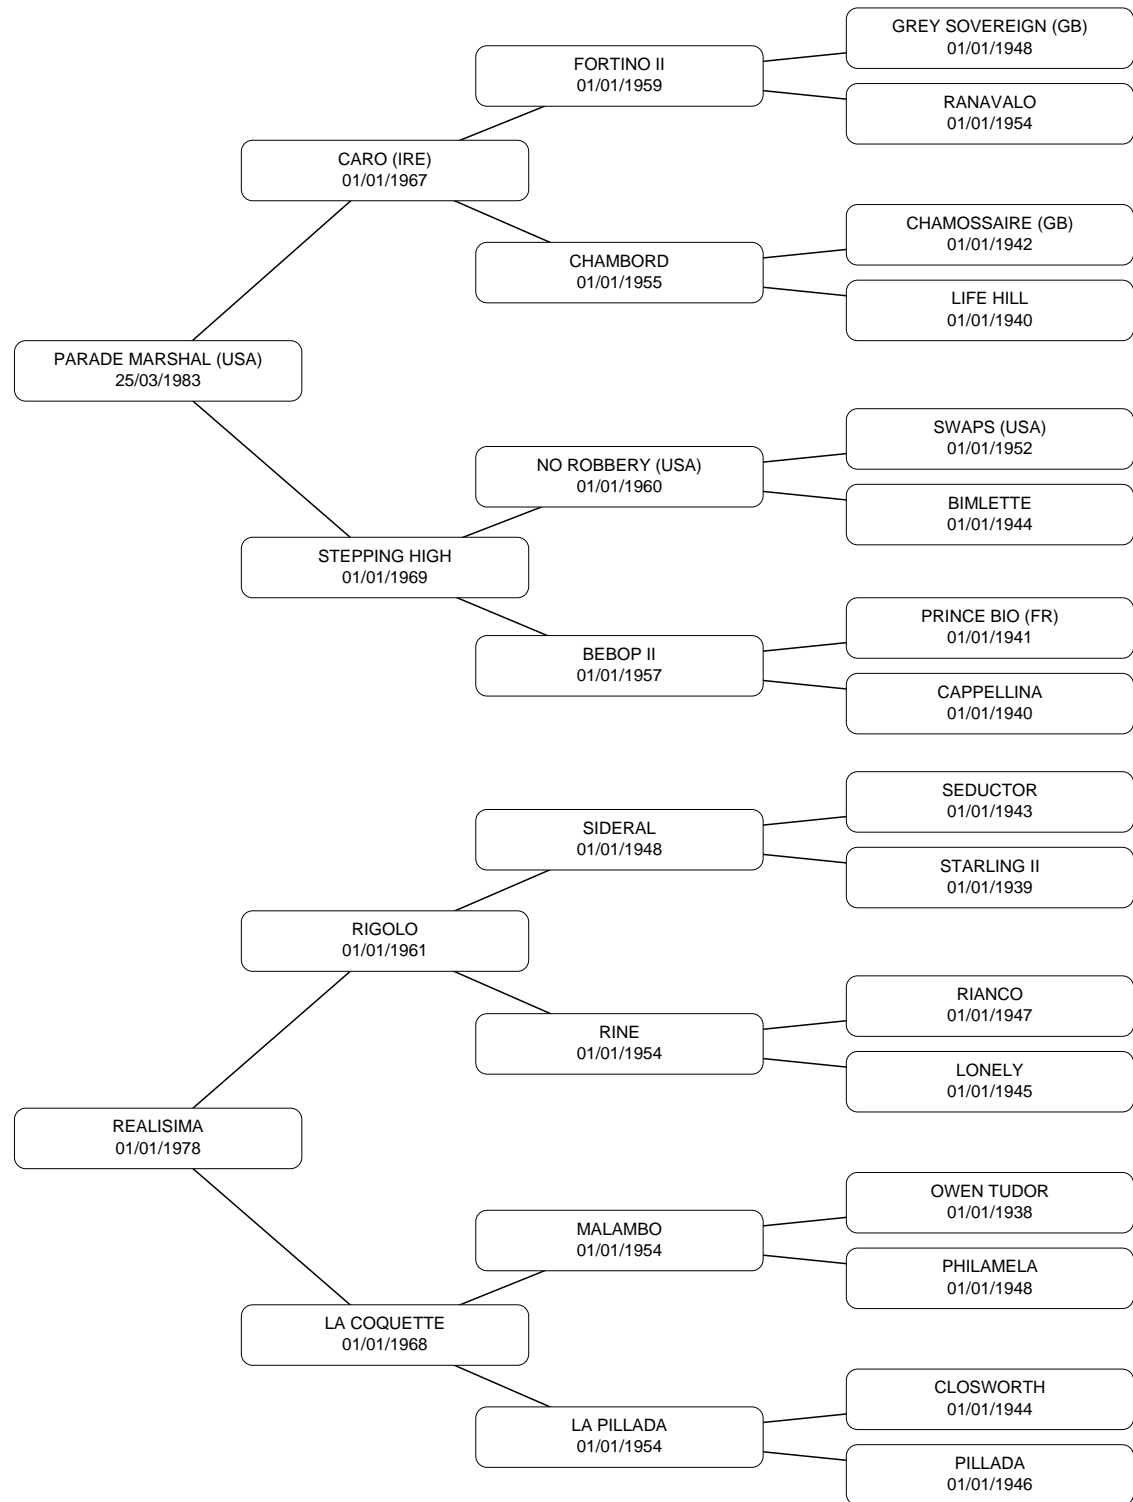 GREY SOVEREIGN (GB)
01/01/1948
FORTINO II
01/01/1959
RANAVALO
01/01/1954
CARO (IRE)
01/01/1967
CHAMOSSAIRE (GB)
01/01/1942
CHAMBORD
01/01/1955
LIFE HILL
01/01/1940
PARADE MARSHAL (USA)
25/03/1983
SWAPS (USA)
01/01/1952
NO ROBBERY (USA)
01/01/1960
BIMLETTE
01/01/1944
STEPPING HIGH
01/01/1969
PRINCE BIO (FR)
01/01/1941
BEBOP II
01/01/1957
CAPPELLINA
01/01/1940
SEDUCTOR
01/01/1943
SIDERAL
01/01/1948
STARLING II
01/01/1939
RIGOLO
01/01/1961
RIANCO
01/01/1947
RINE
01/01/1954
LONELY
01/01/1945
REALISIMA
01/01/1978
OWEN TUDOR
01/01/1938
MALAMBO
01/01/1954
PHILAMELA
01/01/1948
LA COQUETTE
01/01/1968
CLOSWORTH
01/01/1944
LA PILLADA
01/01/1954
PILLADA
01/01/1946